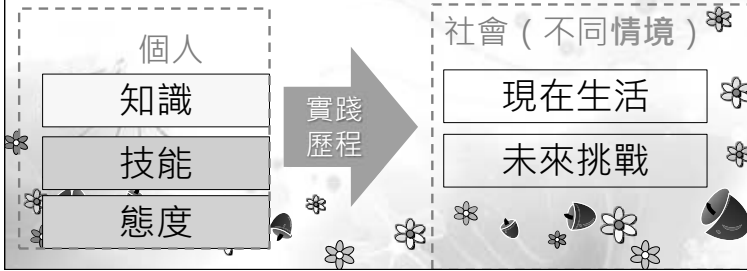 個人
知識
技能
態度
實踐
歷程
社會（不同情境）
現在生活
未來挑戰